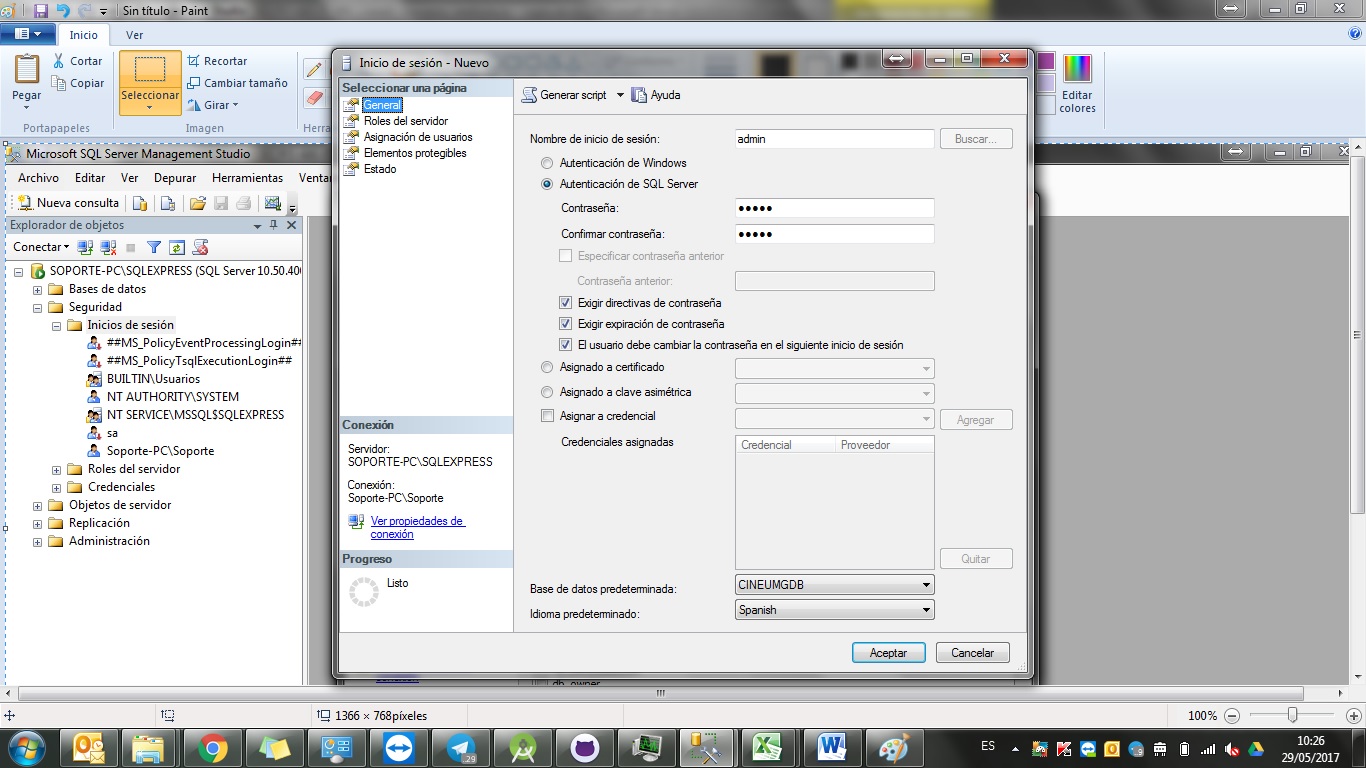 Sin título - Paint
Inicio
Ver
Pegar
Cortar
Copiar
Portapapeles
Seleccionar
Recortar
Cambiar tamaño
Girar
Imagen
Editar
colores
Microsoft SQL Server Management Studio
Archivo Editar Ver Depurar Herramientas
Nueva consulta
Explorador de objetos
Conectar
SOPORTE-PC\SQLEXPRESS (SQL Server 10.50.400
Bases de datos
Seguridad
Inicios de sesión
##MS_PolicyEventProcessingLogin##
##MS_PolicyTsqlExecutionLogin##
BUILTIN\Usuarios
NT AUTHORITY\SYSTEM
NT SERVICE\MSSQL$SQLEXPRESS
sa
Soporte-PC\Soporte
Roles del servidor
Credenciales
Objetos de servidor
Replicación
Administración
Inicio de sesión - Nuevo
Seleccionar una página
General
Roles del servidor
Asignación de usuarios
Elementos protegibles
Estado
Conexión
Servidor:
SOPORTE-PC\SQLEXPRESS
Conexión:
Soporte-PC\Soporte
Ver propiedades de
conexión
Progreso
Listo
Generar script Ayuda
Nombre de inicio de sesión: admin Buscar...
Autenticación de Windows
Autenticación de SQL Server
Contraseña: •••••
Confirmar contraseña: •••••
Especificar contraseña anterior
Contraseña anterior:
Exigir directivas de contraseña
Exigir expiración de contraseña
El usuario debe cambiar la contraseña en el siguiente inicio de sesión
Asignado a certificado
Asignado a clave asimétrica
Asignar a credencial Agregar
Credenciales asignadas Credencial Proveedor
Quitar
Base de datos predeterminada: CINEUMGDB
Idioma predeterminado: Spanish
Aceptar Cancelar
1366 × 768píxeles
100%
29
ES
10:26
29/05/2017